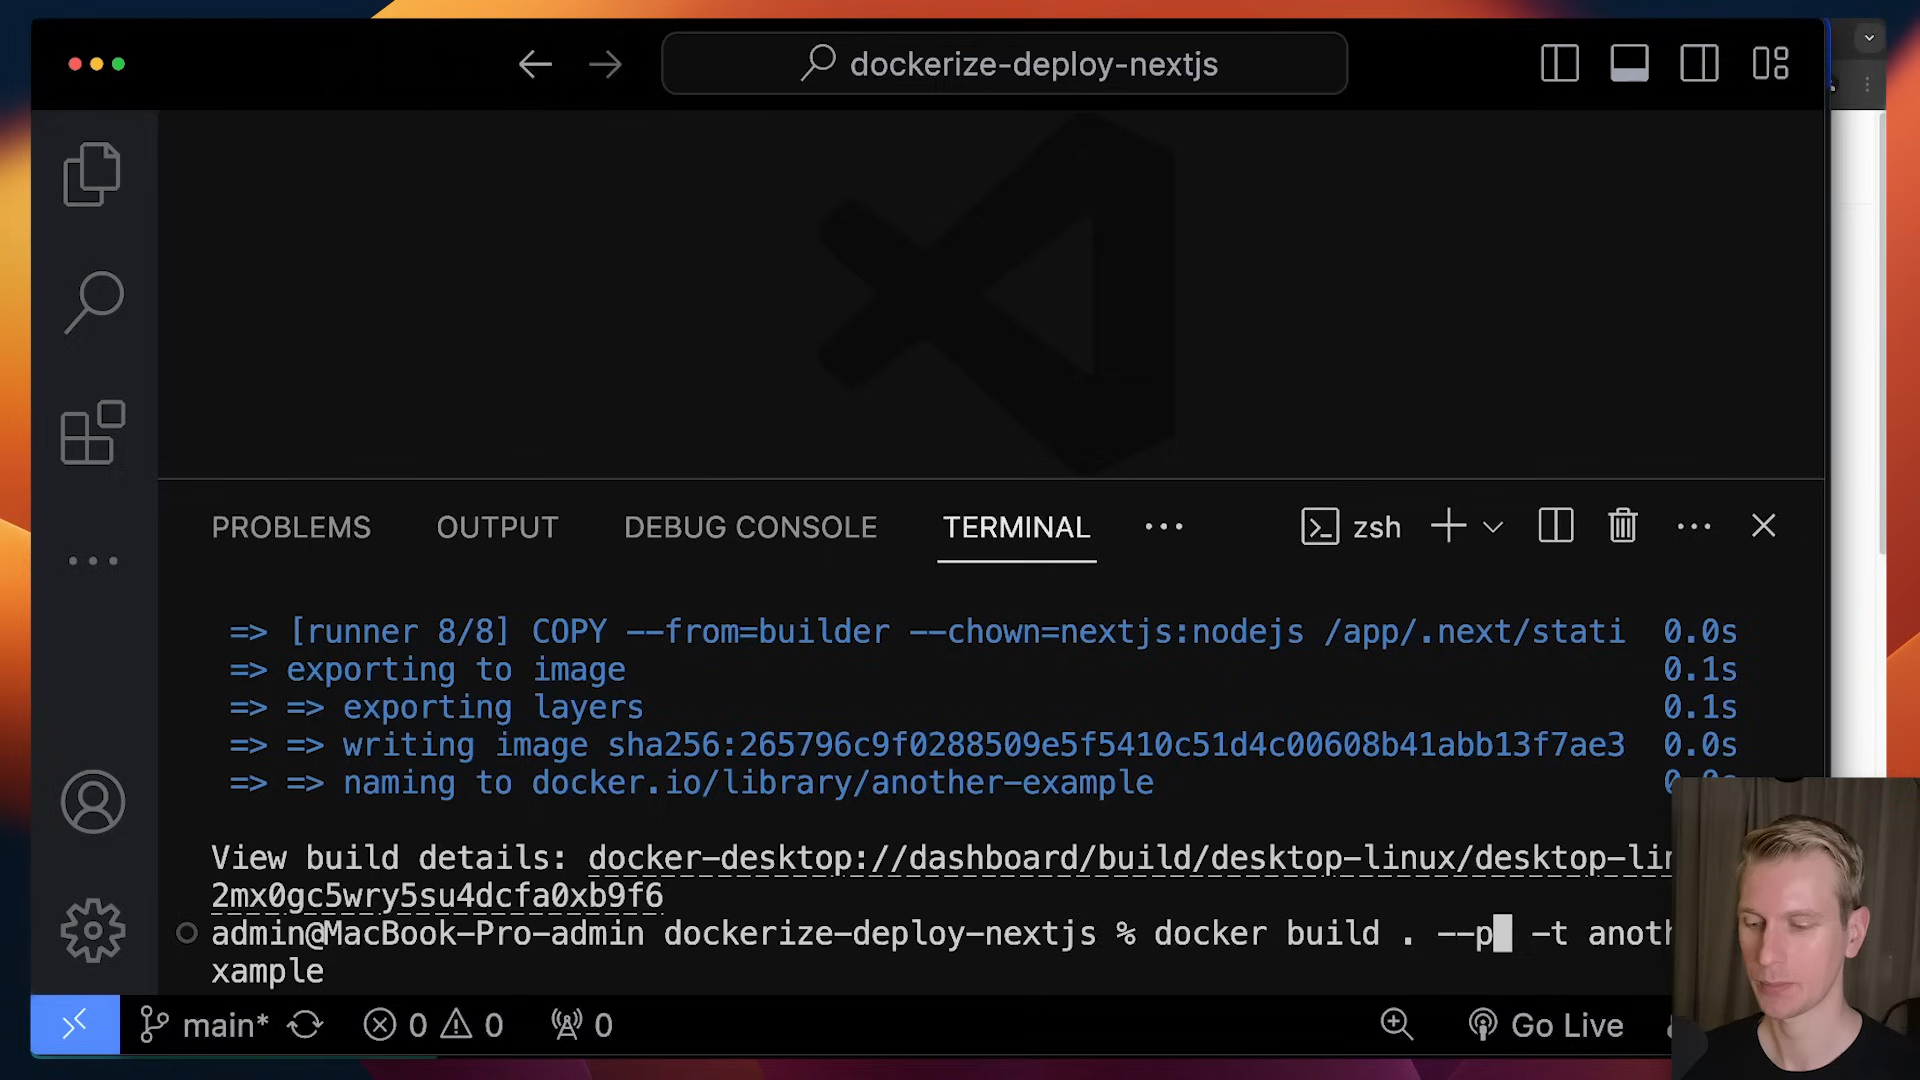 dockerize-deploy-nextjs
PROBLEMS OUTPUT DEBUG CONSOLE TERMINAL ··· zsh
=> [runner 8/8] COPY --from=builder --chown=nextjs:nodejs /app/.next/stati 0.0s
=> exporting to image 0.1s
=> => exporting layers 0.1s
=> => writing image sha256:265796c9f0288509e5f5410c51d4c00608b41abb13f7ae3 0.0s
=> => naming to docker.io/library/another-example 0.0s
View build details: docker-desktop://dashboard/build/desktop-linux/desktop-lin
2mx0gc5wry5su4dcfa0xb9f6
admin@MacBook-Pro-admin dockerize-deploy-nextjs % docker build . --p -t anoth
xample
main* 0 0 0 Go Live